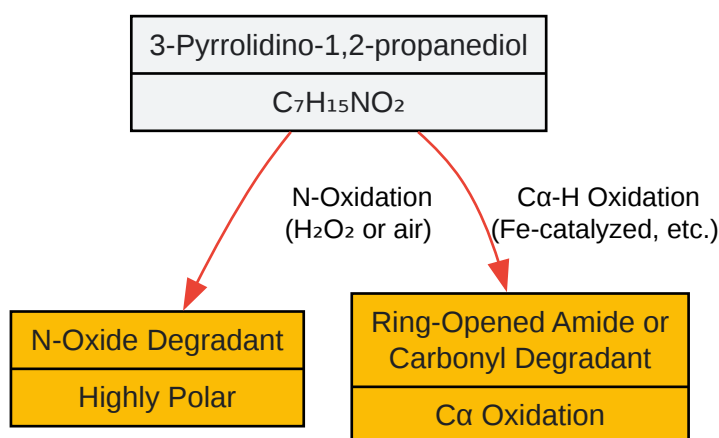 3-Pyrrolidino-1,2-propanediol
C₇H₁₅NO₂
N-Oxidation
(H₂O₂ or air)
Cα-H Oxidation
(Fe-catalyzed, etc.)
N-Oxide Degradant
Highly Polar
Ring-Opened Amide or
Carbonyl Degradant
Cα Oxidation